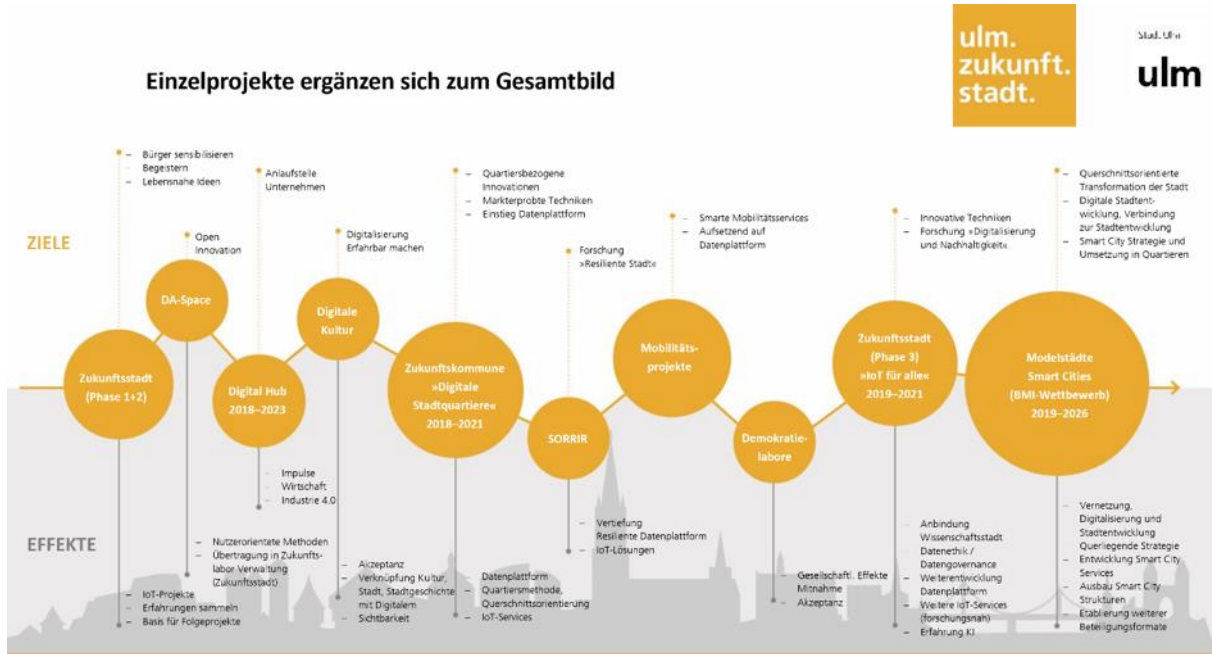 ulm.
zukunft.
stadt.
Stadt Ulm
ulm
Einzelprojekte ergänzen sich zum Gesamtbild
ZIELE
– Bürger sensibilisieren
– Begeistern
– Lebensnahe Ideen
Open
Innovation
Anlaufstelle
Unternehmen
Digitalisierung
Erfahrbar machen
– Quartiersbezogene
Innovationen
– Markterprobte Techniken
– Einstieg Datenplattform
Forschung
»Resiliente Stadt«
– Smarte Mobilitätsservices
– Aufsetzend auf
Datenplattform
– Innovative Techniken
– Forschung »Digitalisierung
und Nachhaltigkeit«
– Querschnittsorientierte
Transformation der Stadt
– Digitale Stadtent-
wicklung, Verbindung
zur Stadtentwicklung
– Smart City Strategie und
Umsetzung in Quartieren
Zukunftsstadt
(Phase 1+2)
DA-Space
Digital Hub
2018–2023
Digitale
Kultur
Zukunftskommune
»Digitale
Stadtquartiere«
2018–2021
SORRIR
Mobilitäts-
projekte
Demokratie-
labore
Zukunftsstadt
(Phase 3)
»IoT für alle«
2019–2021
Modelstädte
Smart Cities
(BMI-Wettbewerb)
2019–2026
EFFEKTE
– IoT-Projekte
– Erfahrungen sammeln
– Basis für Folgeprojekte
– Nutzerorientete Methoden
– Übertragung in Zukunfts-
labor Verwaltung
(Zukunftsstadt)
– Impulse
– Wirtschaft
– Industrie 4.0
– Akzeptanz
– Verknüpfung Kultur,
Stadt, Stadtgeschichte
mit Digitalem
– Sichtbarkeit
– Datenplattform
– Quartiersmethode,
Querschnittsorientierung
– IoT-Services
– Vertiefung
Resiliente Datenplattform
– IoT-Lösungen
– Gesellschaftl. Effekte
Mitnahme
– Akzeptanz
– Anbindung
Wissenschaftsstadt
Datenethik /
Datengovernance
– Weiterentwicklung
Datenplattform
– Weitere IoT-Services
(forschungsnah)
– Erfahrung KI
– Vernetzung,
Digitalisierung und
Stadtentwicklung
Querliegende Strategie
– Entwicklung Smart City
Services
– Ausbau Smart City
Strukturen
– Etablierung weiterer
Beteiligungsformate